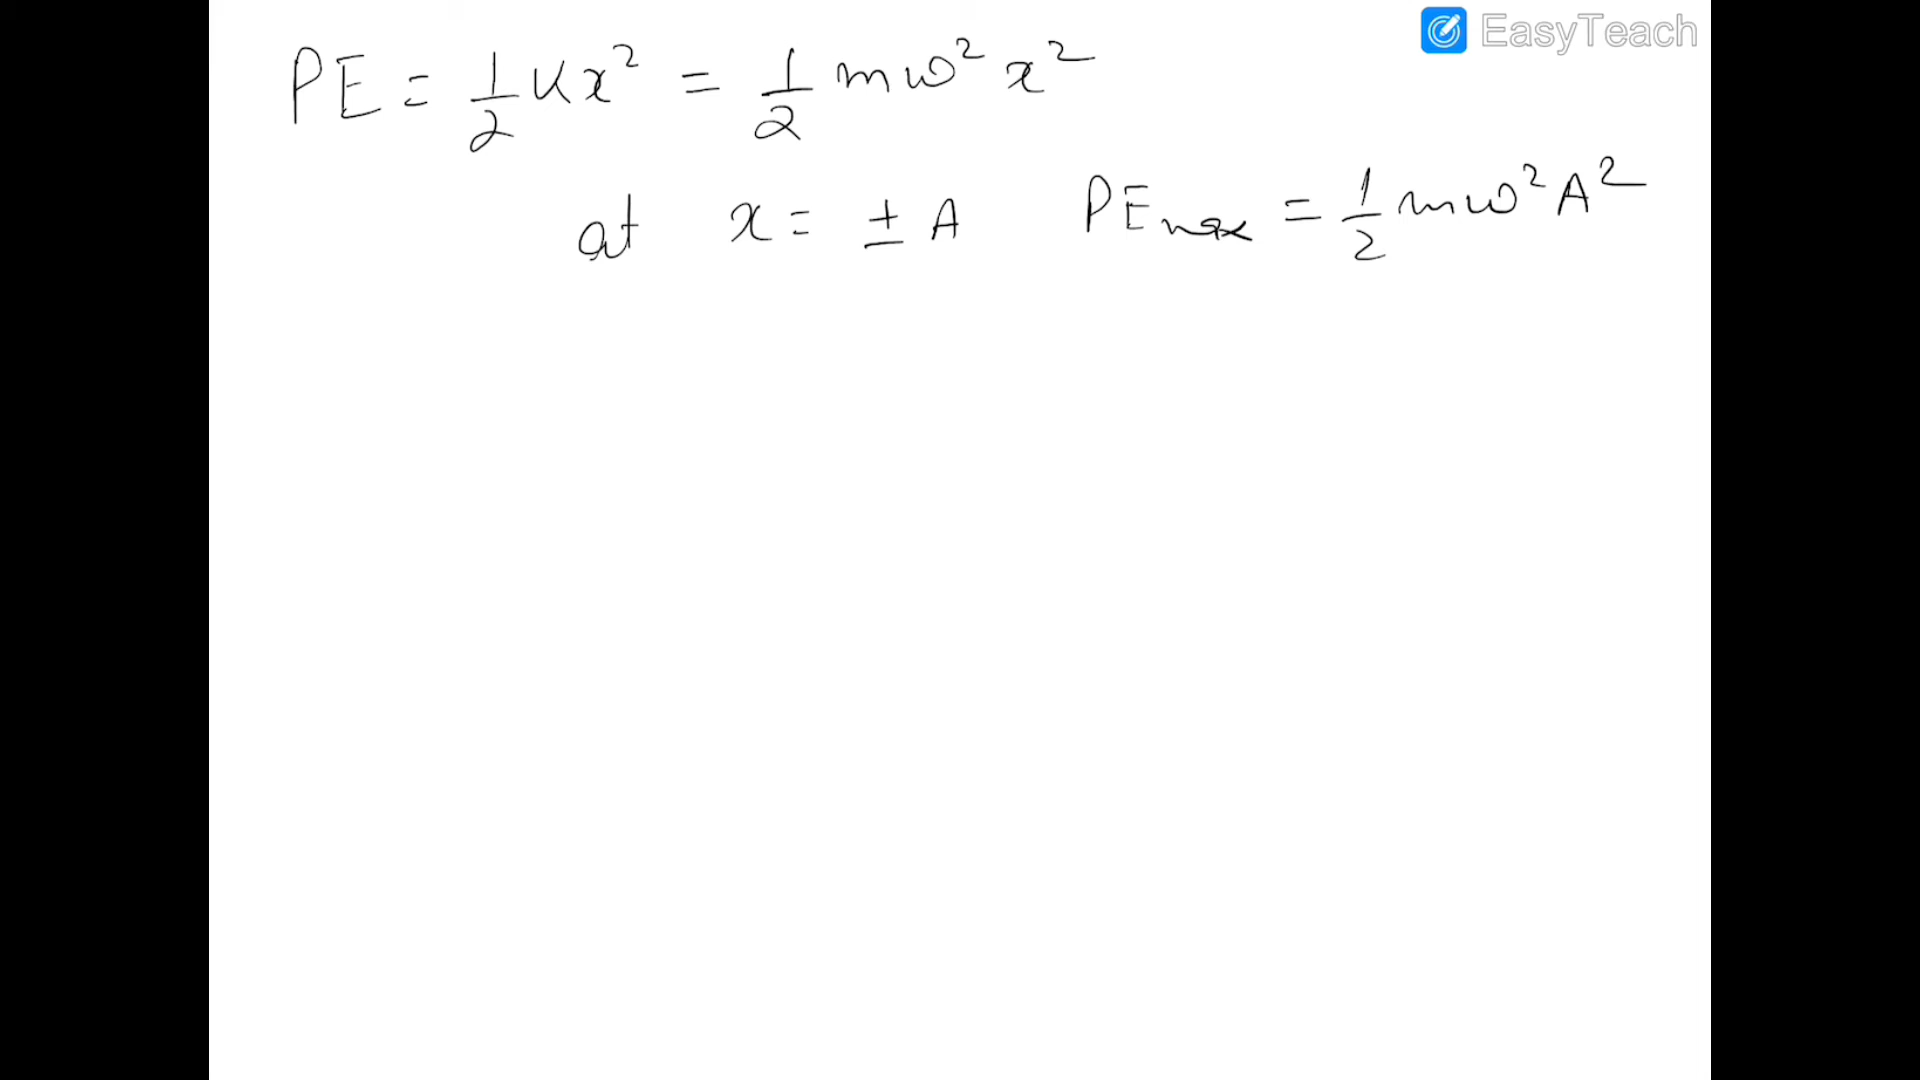 EasyTeach
PE = 1/2 Kx² = 1/2 mω² x²
at x = ± A PEmax = 1/2 mω² A²